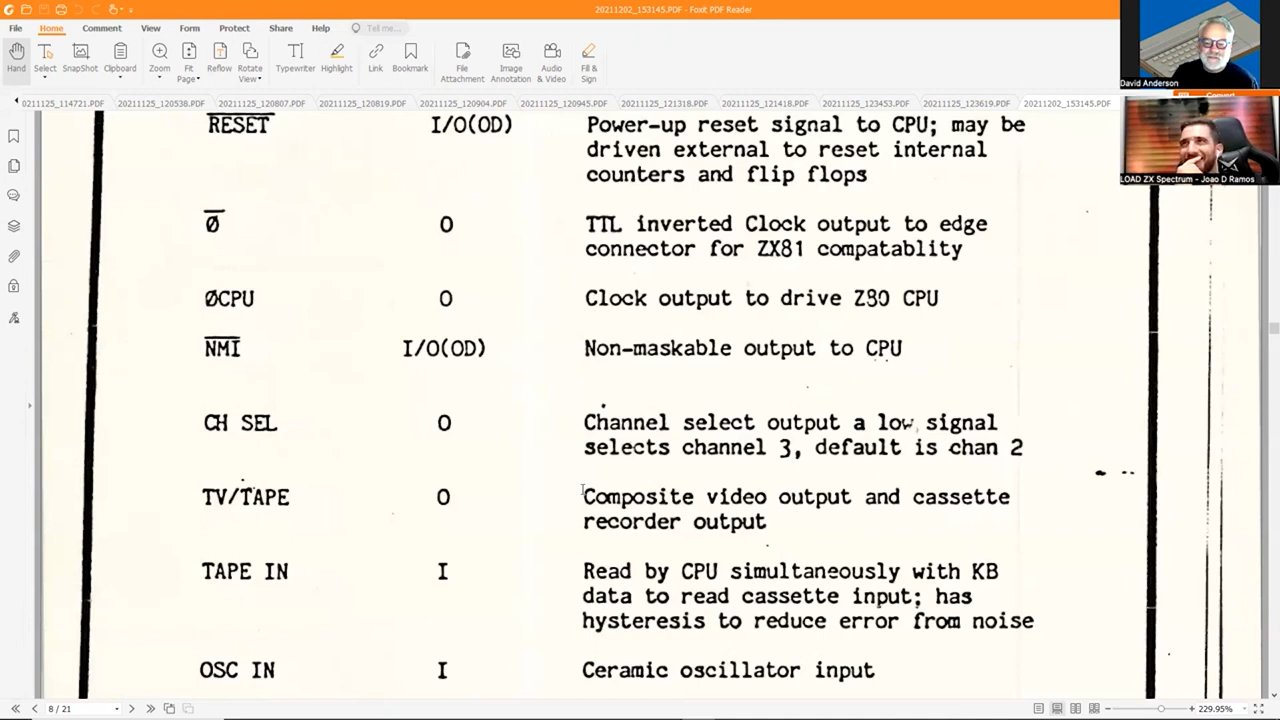 20211202_153145.PDF - Foxit PDF Reader
File Home Comment View Form Protect Share Help Tell me...
Hand Select SnapShot Clipboard Zoom Fit Page Reflow Rotate View Typewriter Highlight Link Bookmark File Attachment Image Annotation Audio & Video Fill & Sign
David Anderson
0211125_114721.PDF 20211125_120538.PDF 20211125_120807.PDF 20211125_120819.PDF 20211125_120945.PDF 20211125_121318.PDF 20211125_121418.PDF 20211125_123453.PDF 20211125_123619.PDF 20211202_153145.PDF
LOAD ZX Spectrum - Joao D Ramos
RESET I/O(OD) Power-up reset signal to CPU; may be
driven external to reset internal
counters and flip flops
Ø O TTL inverted Clock output to edge
connector for ZX81 compatablity
ØCPU O Clock output to drive Z80 CPU
NMI I/O(OD) Non-maskable output to CPU
CH SEL O Channel select output a low signal
selects channel 3, default is chan 2
TV/TAPE O Composite video output and cassette
recorder output
TAPE IN I Read by CPU simultaneously with KB
data to read cassette input; has
hysteresis to reduce error from noise
OSC IN I Ceramic oscillator input
8 / 21 229.95%